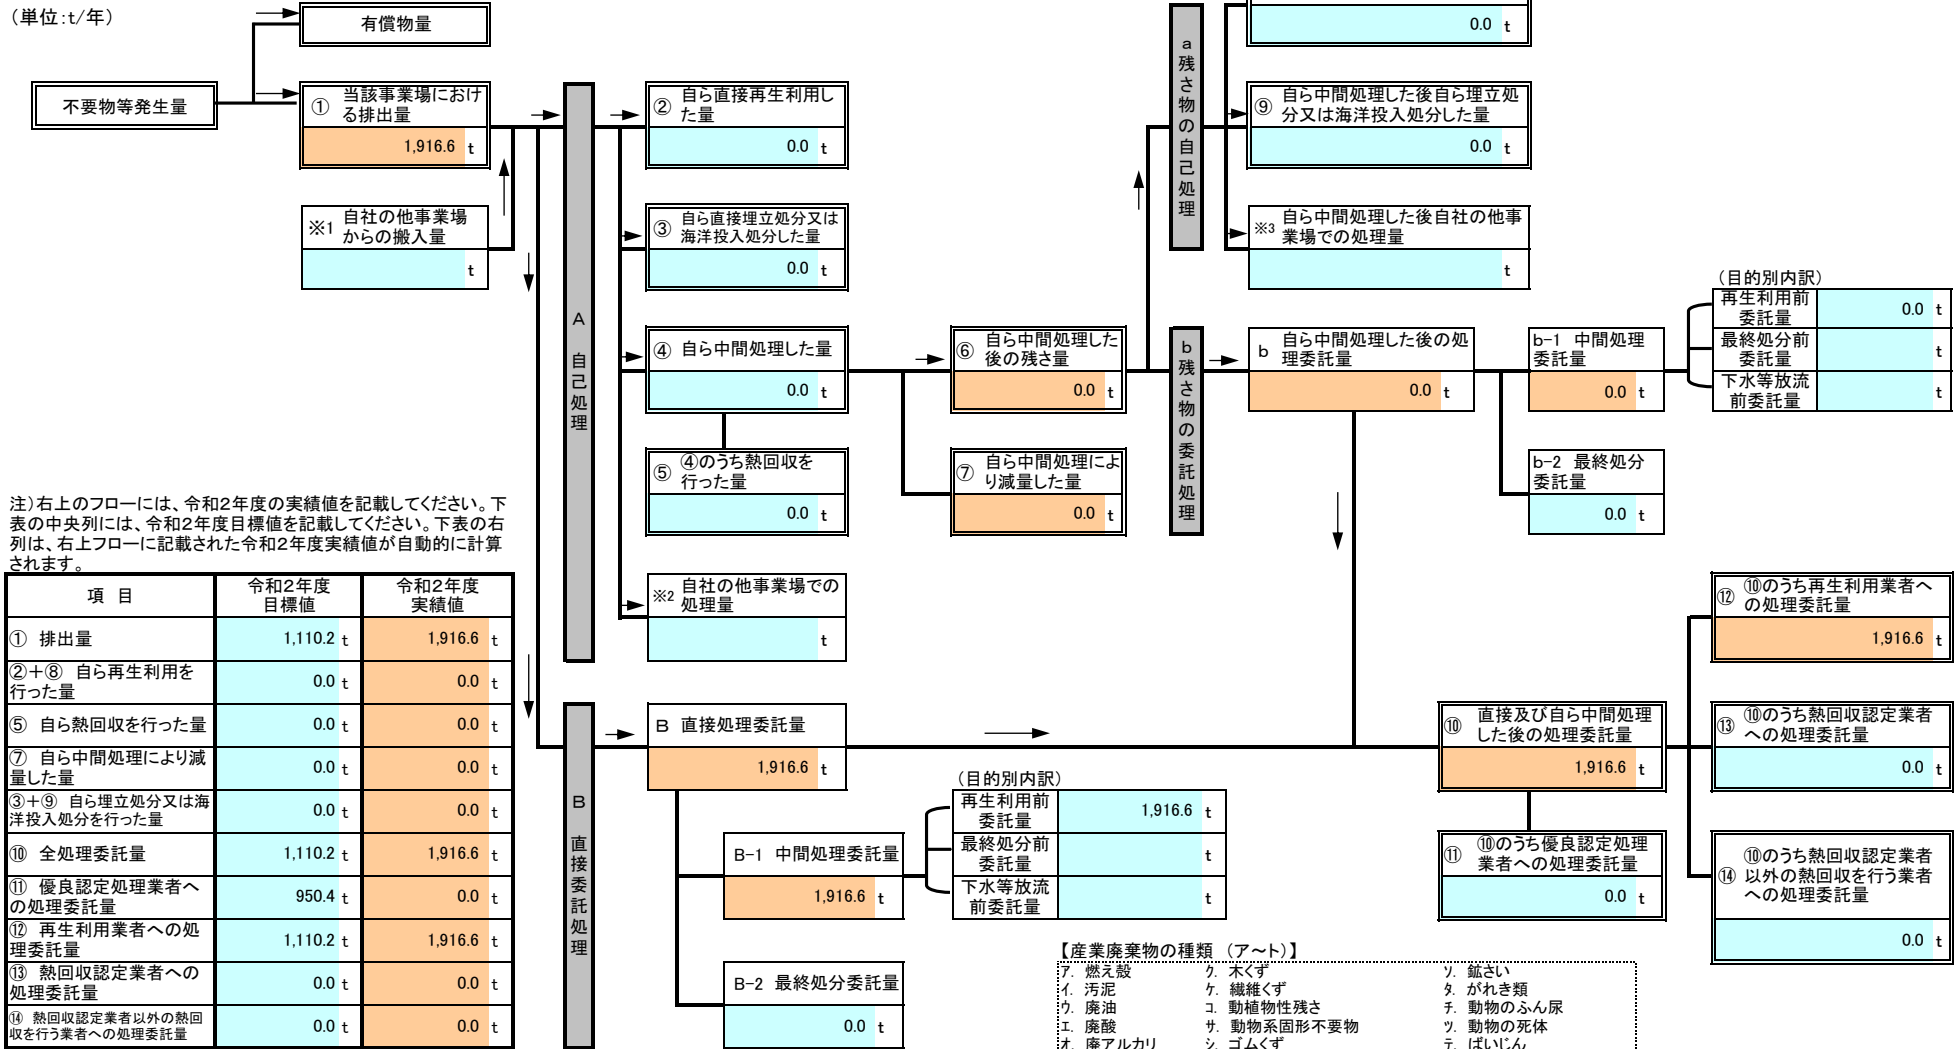 (単位:t/年)
有償物量
不要物等発生量
① 当該事業場におけ
る排出量
1,916.6 t
※1 自社の他事業場
からの搬入量
t
A 自己処理
② 自ら直接再生利用し
た量
0.0 t
③ 自ら直接埋立処分又は
海洋投入処分した量
0.0 t
④ 自ら中間処理した量
0.0 t
⑤ ④のうち熱回収を
行った量
0.0 t
※2 自社の他事業場での
処理量
t
⑥ 自ら中間処理した
後の残さ量
0.0 t
⑦ 自ら中間処理によ
り減量した量
0.0 t
a 残さ物の自己処理
0.0 t
⑨ 自ら中間処理した後自ら埋立処
分又は海洋投入処分した量
0.0 t
※3 自ら中間処理した後自社の他事
業場での処理量
t
b 残さ物の委託処理
b 自ら中間処理した後の処
理委託量
0.0 t
b-1 中間処理
委託量
0.0 t
(目的別内訳)
再生利用前
委託量
0.0 t
最終処分前
委託量
t
下水等放流
前委託量
t
b-2 最終処分
委託量
0.0 t
注)右上のフローには、令和2年度の実績値を記載してください。下
表の中央列には、令和2年度目標値を記載してください。下表の右
列は、右上フローに記載された令和2年度実績値が自動的に計算
されます。
項 目 令和2年度
目標値 令和2年度
実績値
① 排出量 1,110.2 t 1,916.6 t
②+⑧ 自ら再生利用を
行った量 0.0 t 0.0 t
⑤ 自ら熱回収を行った量 0.0 t 0.0 t
⑦ 自ら中間処理により減
量した量 0.0 t 0.0 t
③+⑨ 自ら埋立処分又は海
洋投入処分を行った量 0.0 t 0.0 t
⑩ 全処理委託量 1,110.2 t 1,916.6 t
⑪ 優良認定処理業者へ
の処理委託量 950.4 t 0.0 t
⑫ 再生利用業者への処
理委託量 1,110.2 t 1,916.6 t
⑬ 熱回収認定業者への
処理委託量 0.0 t 0.0 t
⑭ 熱回収認定業者以外の熱回
収を行う業者への処理委託量 0.0 t 0.0 t
B 直接委託処理
B 直接処理委託量
1,916.6 t
B-1 中間処理委託量
1,916.6 t
(目的別内訳)
再生利用前
委託量
1,916.6 t
最終処分前
委託量
t
下水等放流
前委託量
t
B-2 最終処分委託量
0.0 t
⑩ 直接及び自ら中間処理
した後の処理委託量
1,916.6 t
⑪ ⑩のうち優良認定処理
業者への処理委託量
0.0 t
⑫ ⑩のうち再生利用業者へ
の処理委託量
1,916.6 t
⑬ ⑩のうち熱回収認定業者
への処理委託量
0.0 t
⑭ ⑩のうち熱回収認定業者
以外の熱回収を行う業者
への処理委託量
0.0 t
【産業廃棄物の種類 (ア~ト)】
ア. 燃え殻 ク. 木くず ソ. 鉱さい
イ. 汚泥 ケ. 繊維くず タ. がれき類
ウ. 廃油 コ. 動植物性残さ チ. 動物のふん尿
エ. 廃酸 サ. 動物系固形不要物 ツ. 動物の死体
オ. 廃アルカリ シ. ゴムくず テ. ばいじん